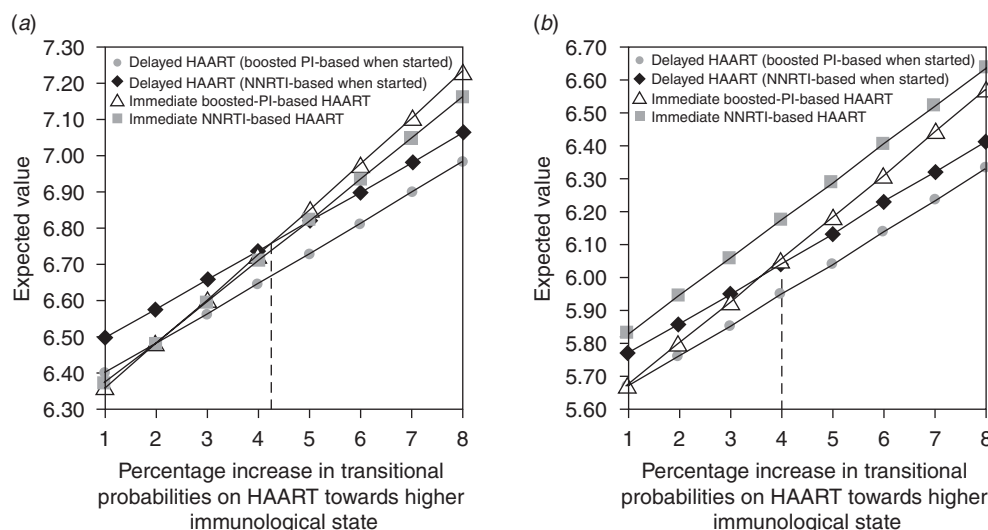 (a)
7.30
7.20
7.10
7.00
6.90
6.80
6.70
6.60
6.50
6.40
6.30
Expected value
Delayed HAART (boosted PI-based when started)
Delayed HAART (NNRTI-based when started)
Immediate boosted-PI-based HAART
Immediate NNRTI-based HAART
1 2 3 4 5 6 7 8
Percentage increase in transitional
probabilities on HAART towards higher
immunological state
(b)
6.70
6.60
6.50
6.40
6.30
6.20
6.10
6.00
5.90
5.80
5.70
5.60
Expected value
Delayed HAART (boosted PI-based when started)
Delayed HAART (NNRTI-based when started)
Immediate boosted-PI-based HAART
Immediate NNRTI-based HAART
1 2 3 4 5 6 7 8
Percentage increase in transitional
probabilities on HAART towards higher
immunological state